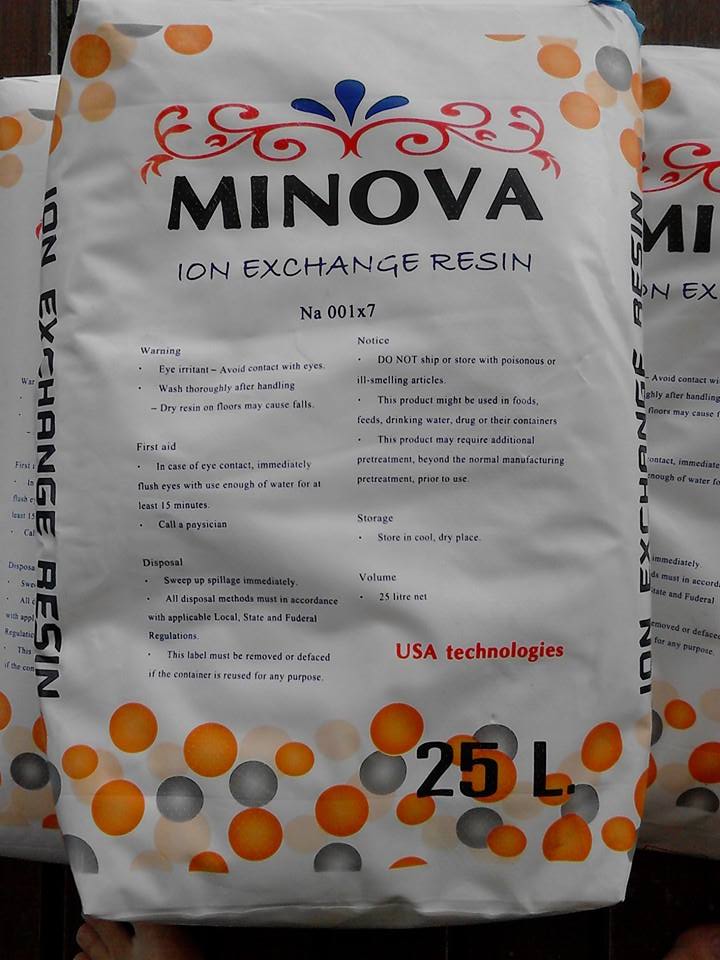 MINOVA
ION EXCHANGE RESIN
Na 001x7
Warning
· Eye irritant – Avoid contact with eyes.
· Wash thoroughly after handling
– Dry resin on floors may cause falls.
First aid
· In case of eye contact, immediately
flush eyes with use enough of water for at
least 15 minutes.
· Call a paysician
Disposal
· Sweep up spillage immediately.
· All disposal methods must in accordance
with applicable Local, State and Federal
Regulations.
· This label must be removed or defaced
if the container is reused for any purpose.
Notice
· DO NOT ship or store with poisonous or
ill-smelling articles.
· This product might be used in foods,
feeds, drinking water, drug or their containers
· This product may require additional
pretreatment, beyond the normal manufacturing
pretreatment, prior to use.
Storage
· Store in cool, dry place.
Volume
· 25 litre net
USA technologies
25 L.
ION EXCHANGE RESIN
ION EXCHANGE RESIN